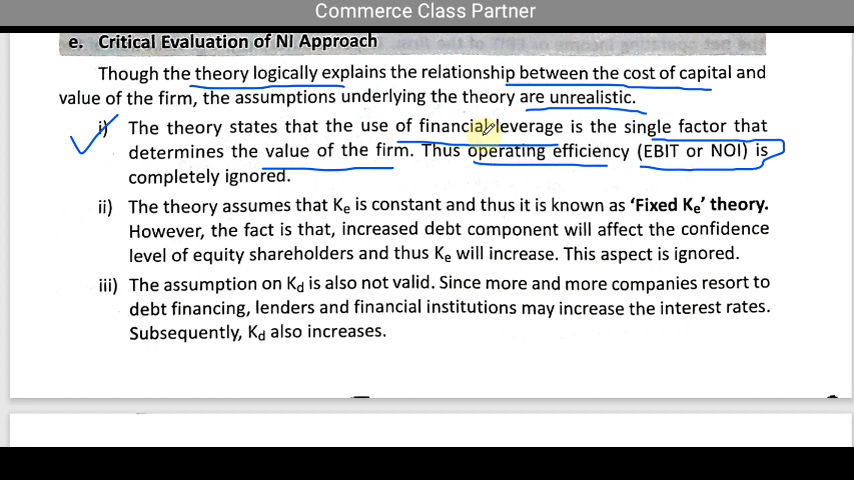 Commerce Class Partner
e. Critical Evaluation of NI Approach
Though the theory logically explains the relationship between the cost of capital and
value of the firm, the assumptions underlying the theory are unrealistic.
i) The theory states that the use of financial leverage is the single factor that
determines the value of the firm. Thus operating efficiency (EBIT or NOI) is
completely ignored.
ii) The theory assumes that Ke is constant and thus it is known as 'Fixed Ke' theory.
However, the fact is that, increased debt component will affect the confidence
level of equity shareholders and thus Ke will increase. This aspect is ignored.
iii) The assumption on Kd is also not valid. Since more and more companies resort to
debt financing, lenders and financial institutions may increase the interest rates.
Subsequently, Kd also increases.